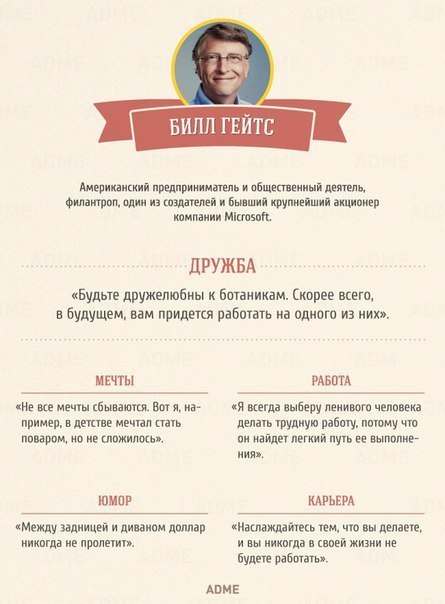 БИЛЛ ГЕЙТС
Американский предприниматель и общественный деятель,
филантроп, один из создателей и бывший крупнейший акционер
компании Microsoft.
ДРУЖБА
«Будьте дружелюбны к ботаникам. Скорее всего,
в будущем, вам придется работать на одного из них».
МЕЧТЫ
«Не все мечты сбываются. Вот я, на-
пример, в детстве мечтал стать
поваром, но не сложилось».
РАБОТА
«Я всегда выберу ленивого человека
делать трудную работу, потому что
он найдет легкий путь ее выполне-
ния».
ЮМОР
«Между задницей и диваном доллар
никогда не пролетит».
КАРЬЕРА
«Наслаждайтесь тем, что вы делаете,
и вы никогда в своей жизни не
будете работать».
ADME